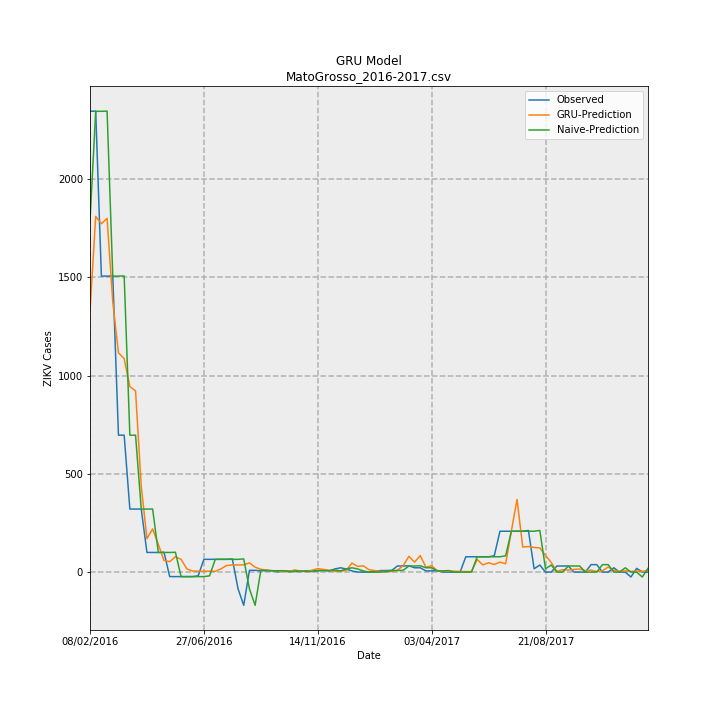 GRU Model
MatoGrosso_2016-2017.csv
Observed
GRU-Prediction
Naive-Prediction
ZIKV Cases
2000
1500
1000
500
0
08/02/2016
27/06/2016
14/11/2016
03/04/2017
21/08/2017
Date